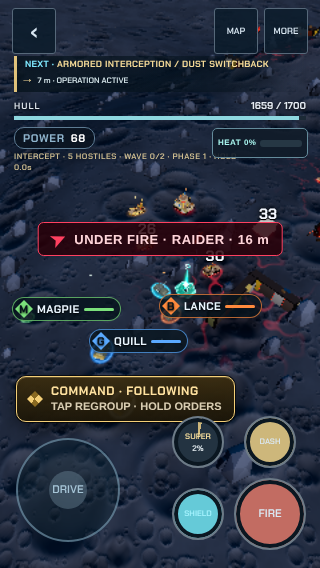 ‹
MAP
MORE
NEXT · ARMORED INTERCEPTION / DUST SWITCHBACK
→ 7 m · OPERATION ACTIVE
HULL
1659 / 1700
POWER 68
HEAT 0%
INTERCEPT · 5 HOSTILES · WAVE 0/2 · PHASE 1 ·
0.0s
33
26
UNDER FIRE · RAIDER · 16 m
36
M MAGPIE
B LANCE
G QUILL
COMMAND · FOLLOWING
TAP REGROUP · HOLD ORDERS
SUPER
2%
DASH
DRIVE
SHIELD
FIRE